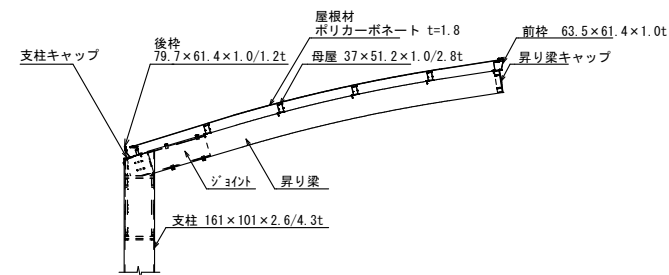 屋根材
ポリカーボネート t=1.8
前枠 63.5×61.4×1.0t
後枠
79.7×61.4×1.0/1.2t
支柱キャップ
母屋 37×51.2×1.0/2.8t
昇り梁キャップ
ジョイント
昇り梁
支柱 161×101×2.6/4.3t